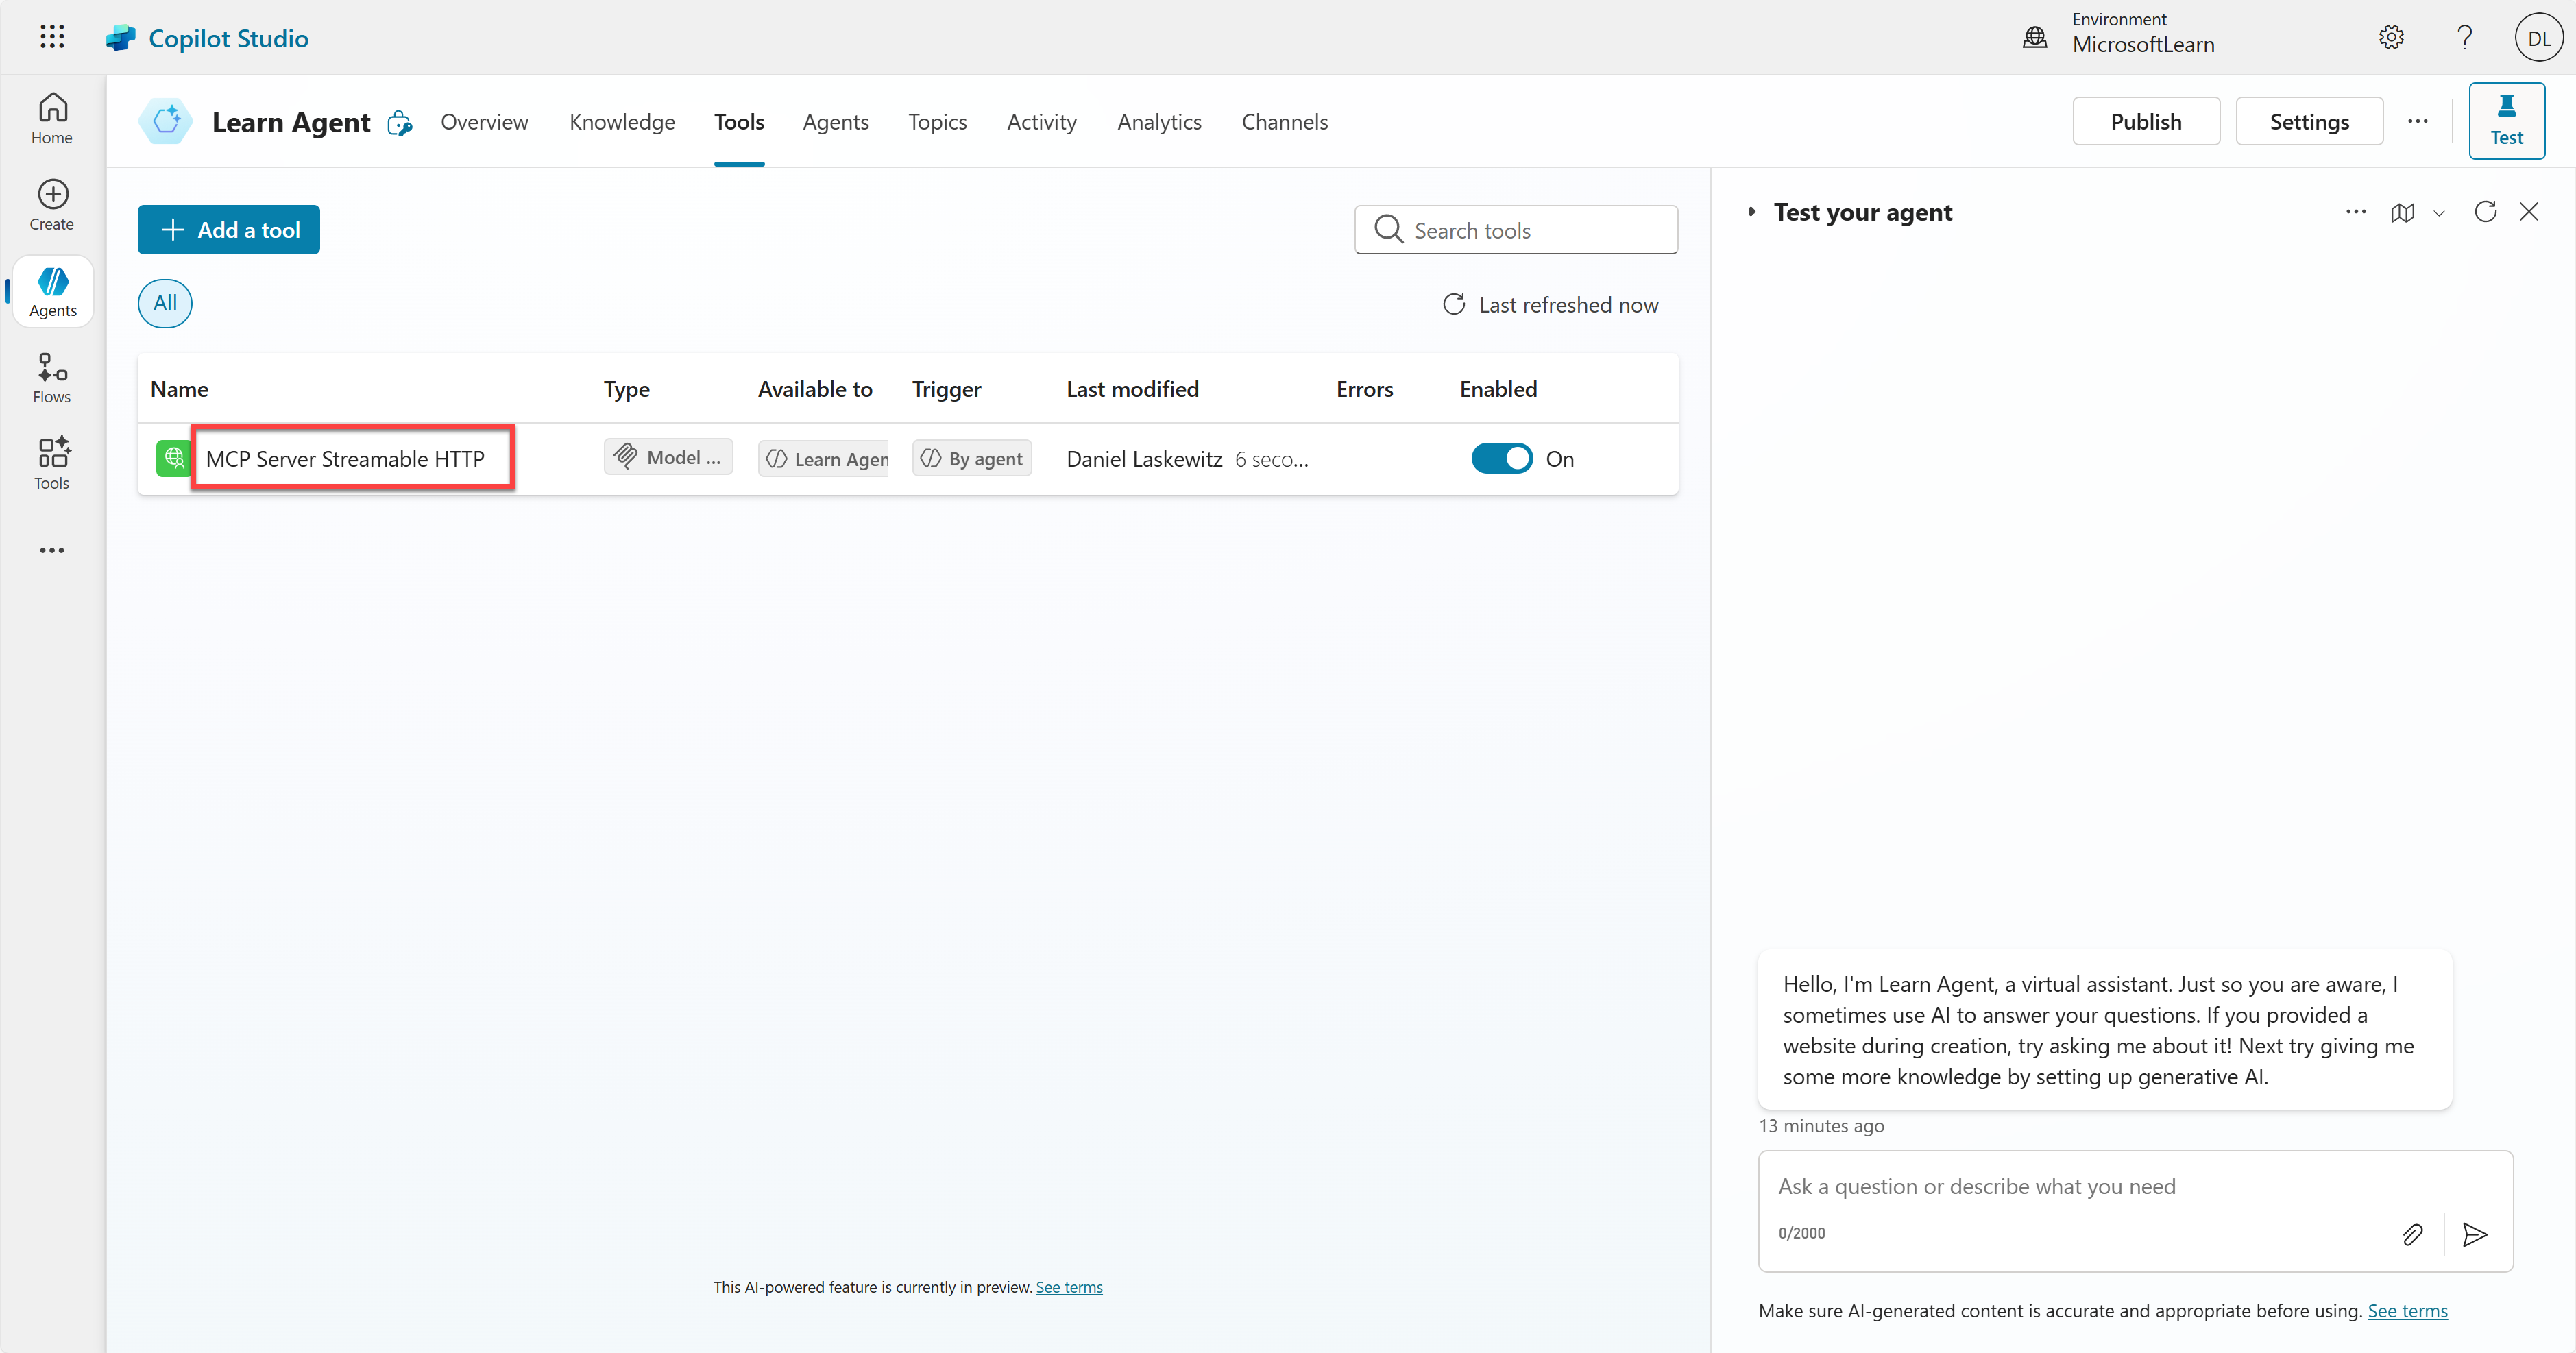 Copilot Studio
Environment
MicrosoftLearn
DL
Home
Create
Agents
Flows
Tools
Learn Agent
Overview
Knowledge
Tools
Agents
Topics
Activity
Analytics
Channels
Publish
Settings
Test
Add a tool
Search tools
All
Last refreshed now
Name
Type
Available to
Trigger
Last modified
Errors
Enabled
MCP Server Streamable HTTP
Model ...
Learn Agen
By agent
Daniel Laskewitz 6 seco...
On
This AI-powered feature is currently in preview. See terms
Test your agent
Hello, I'm Learn Agent, a virtual assistant. Just so you are aware, I
sometimes use AI to answer your questions. If you provided a
website during creation, try asking me about it! Next try giving me
some more knowledge by setting up generative AI.
13 minutes ago
Ask a question or describe what you need
0/2000
Make sure AI-generated content is accurate and appropriate before using. See terms